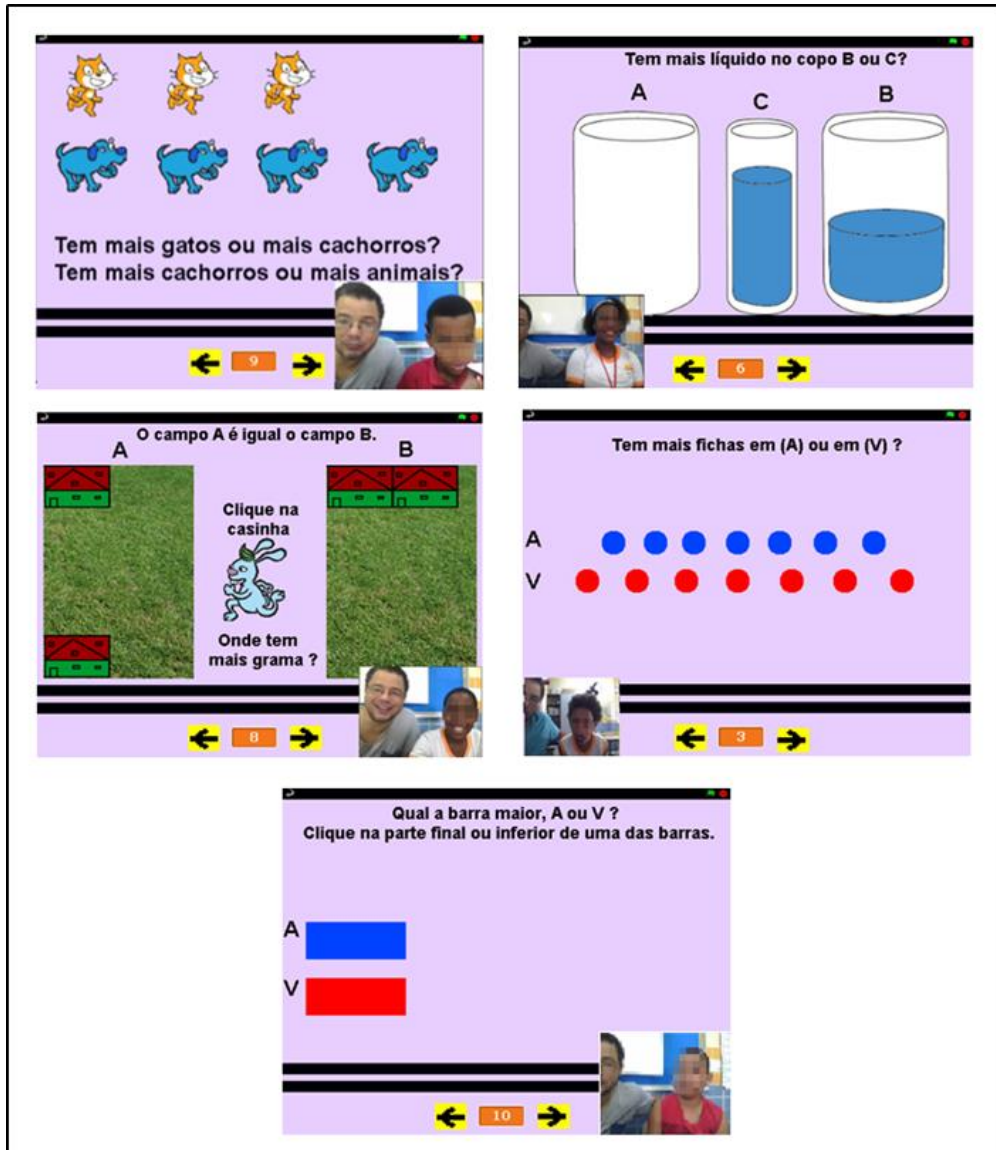 Tem mais gatos ou mais cachorros?
Tem mais cachorros ou mais animais?
9
Tem mais líquido no copo B ou C?
A
C
B
6
O campo A é igual o campo B.
A
B
Clique na
casinha
Onde tem
mais grama ?
8
Tem mais fichas em (A) ou em (V) ?
A
V
3
Qual a barra maior, A ou V ?
Clique na parte final ou inferior de uma das barras.
A
V
10